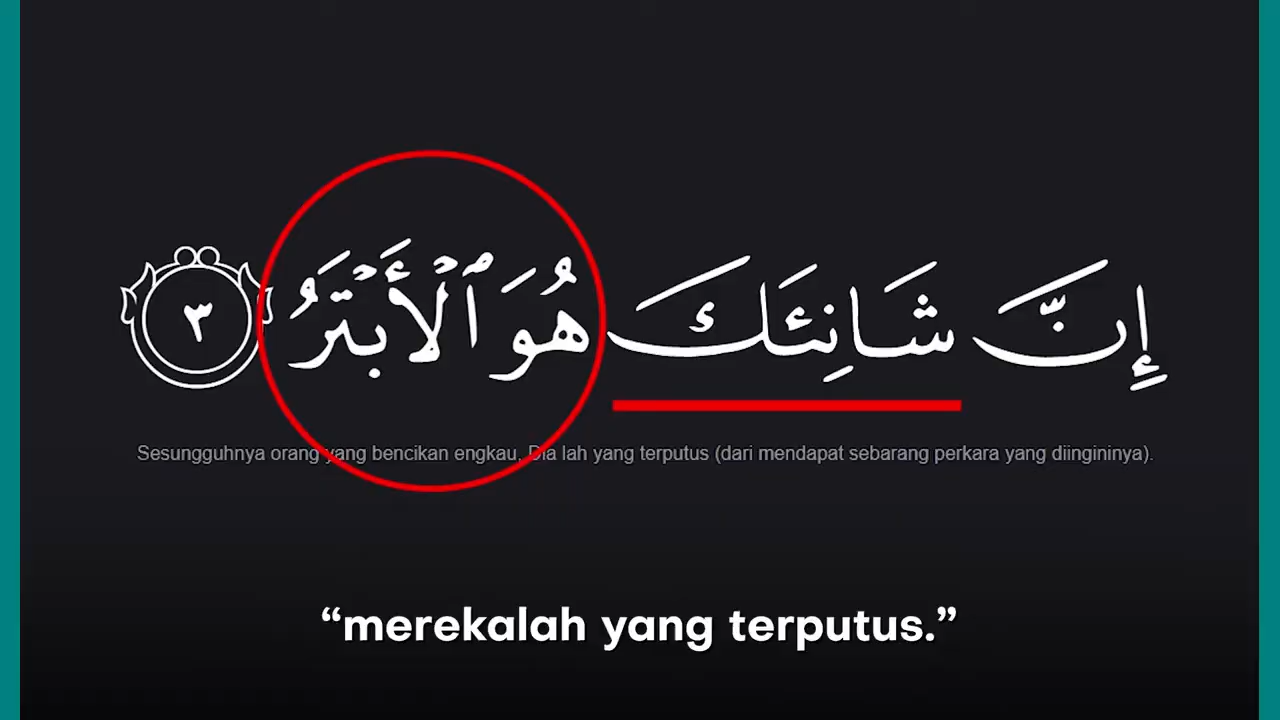 إِنَّ شَانِئَكَ هُوَ ٱلْأَبْتَرُ ٣
Sesungguhnya orang yang bencikan engkau, Dia lah yang terputus (dari mendapat sebarang perkara yang diingininya).
“merekalah yang terputus.”